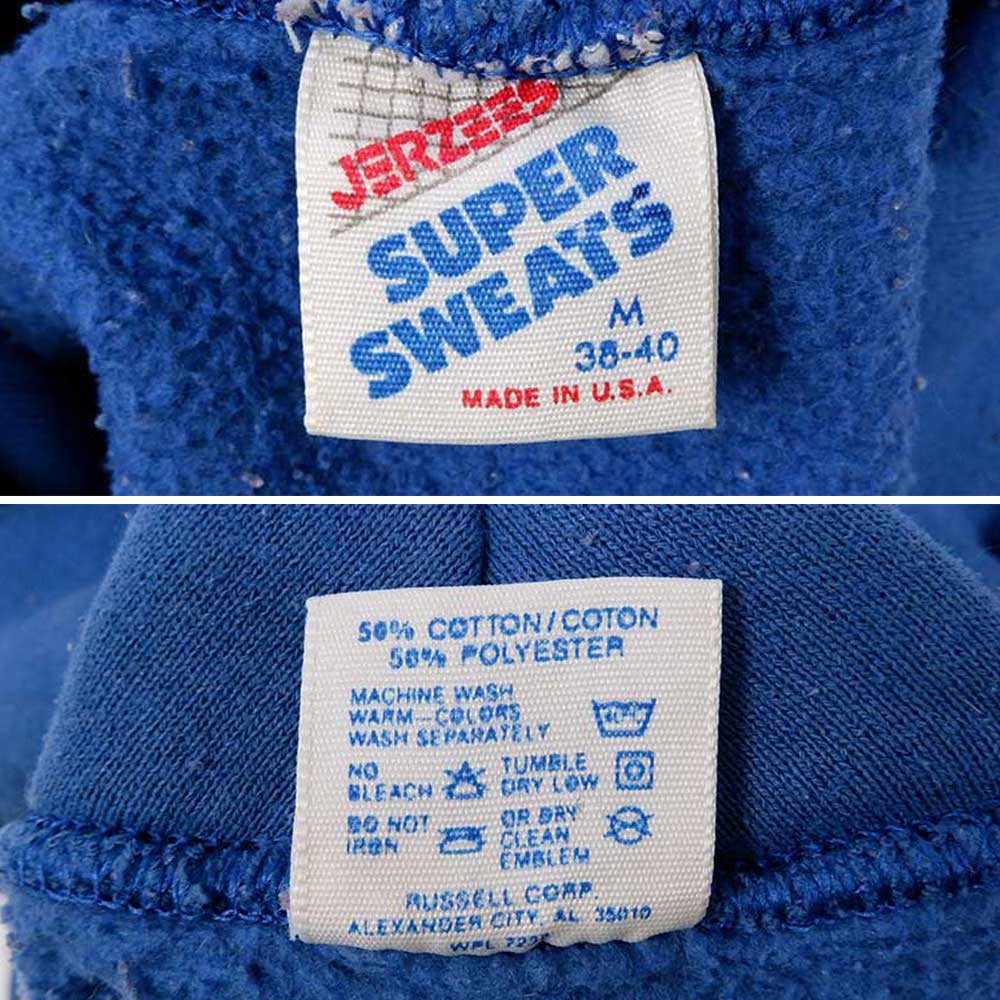 JERZEES
SUPER
SWEATS
M
38-40
MADE IN U.S.A.
50% COTTON/COTON
50% POLYESTER
MACHINE WASH
WARM-COLORS
WASH SEPARATELY
NO
BLEACH
TUMBLE
DRY LOW
DO NOT
IRON
OR DRY
CLEAN
EMBLEM
RUSSELL CORP.
ALEXANDER CITY, AL 35010
WPL